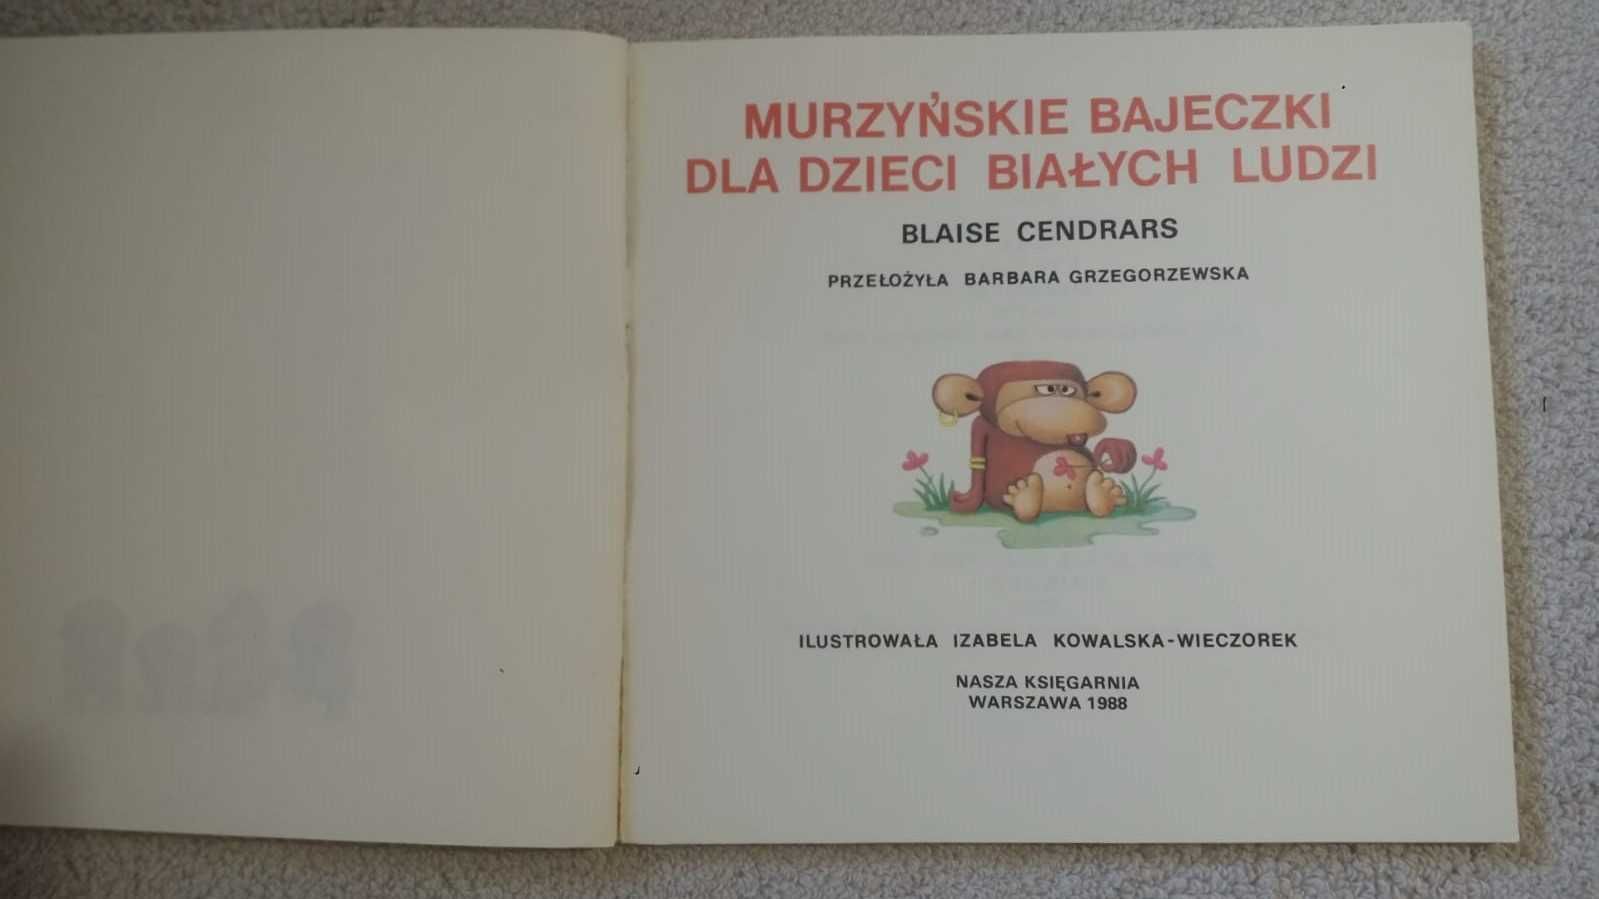 MURZYŃSKIE BAJECZKI
DLA DZIECI BIAŁYCH LUDZI
BLAISE CENDRARS
PRZEŁOŻYŁA BARBARA GRZEGORZEWSKA
ILUSTROWAŁA IZABELA KOWALSKA-WIECZOREK
NASZA KSIĘGARNIA
WARSZAWA 1988